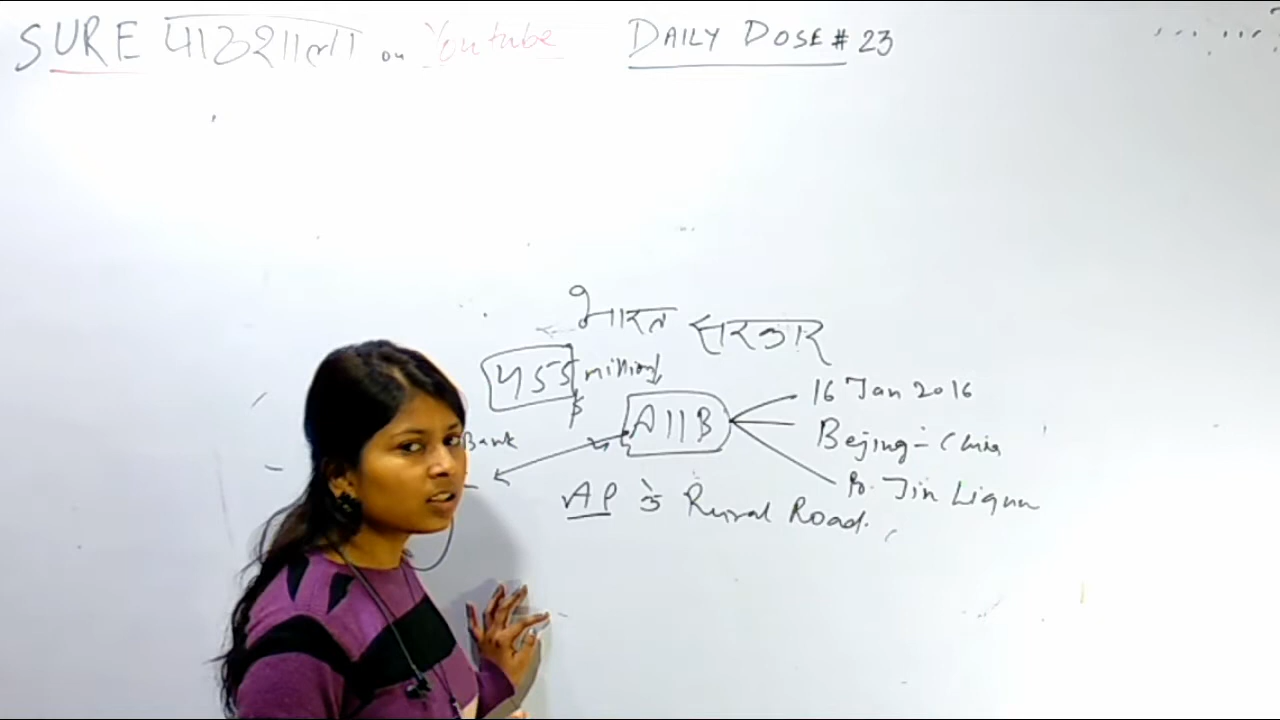 SURE पाठशाला on Youtube DAILY DOSE # 23
भारत सरकार
455 million
$
AIIB
16 Jan 2016
Bejing - China
Bank
P. Jin Liqun
AP के Rural Road.